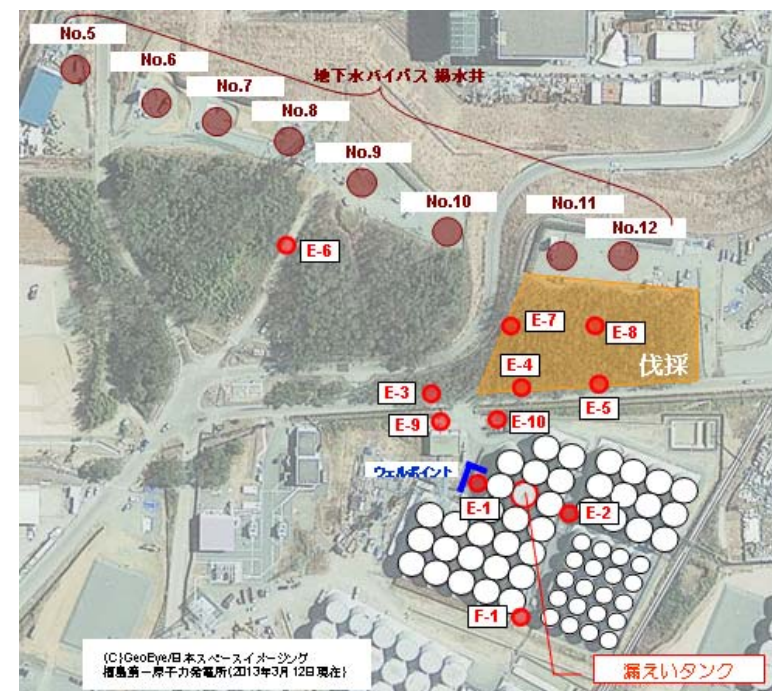 No.5
No.6
No.7
地下水バイパス 揚水井
No.8
No.9
No.10
No.11
No.12
E-6
E-7
E-8
伐採
E-4
E-3
E-5
E-9
E-10
ウェルポイント
E-1
E-2
F-1
(C)GeoEye/日本スペースイメージング
福島第一原子力発電所(2013年3月12日現在)
漏えいタンク